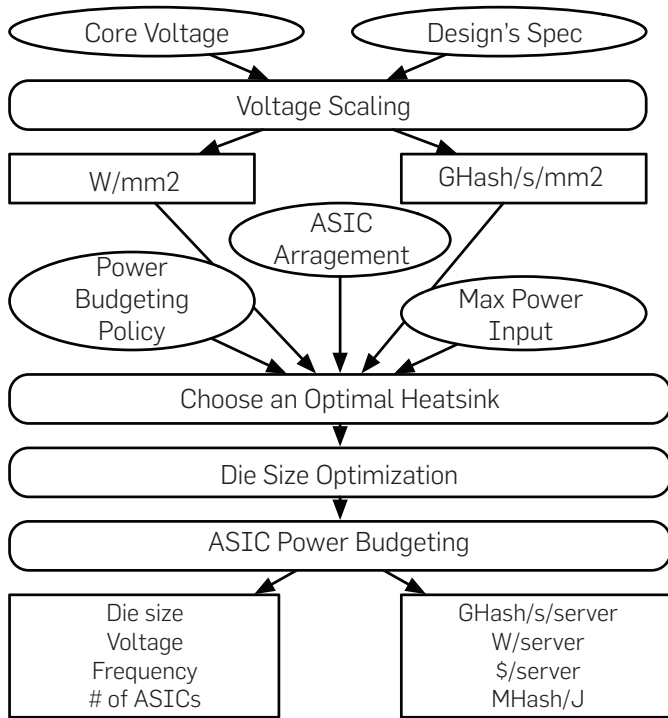 Core Voltage
Design's Spec
Voltage Scaling
W/mm2
GHash/s/mm2
ASIC
Arragement
Power
Budgeting
Policy
Max Power
Input
Choose an Optimal Heatsink
Die Size Optimization
ASIC Power Budgeting
Die size
Voltage
Frequency
# of ASICs
GHash/s/server
W/server
$/server
MHash/J